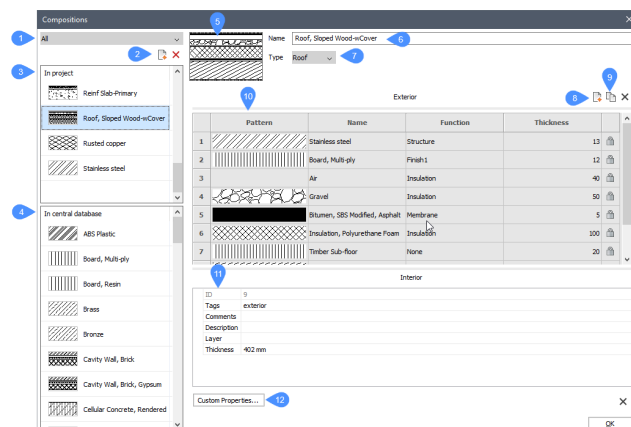 Compositions
5
1
All
Name Roof, Sloped Wood-wCover 6
2
Type Roof 7
3
In project
9
Reinf Slab-Primary
10
Exterior
8
Roof, Sloped Wood-wCover
Pattern Name Function Thickness
Rusted copper
1 Stainless steel Structure 13
2 Board, Multi-ply Finish1 12
Stainless steel
3 Air Insulation 40
4 Gravel Insulation 50
4
In central database
5 Bitumen, SBS Modified, Asphalt Membrane 5
ABS Plastic
6 Insulation, Polyurethane Foam Insulation 100
7 Timber Sub-floor None 20
Board, Multi-ply
11
Interior
Board, Resin
ID 9
Brass
Tags exterior
Comments
Bronze
Description
Layer
Thickness 402 mm
Cavity Wall, Brick
Cavity Wall, Brick, Gypsum
Custom Properties... 12
Cellular Concrete, Rendered
OK